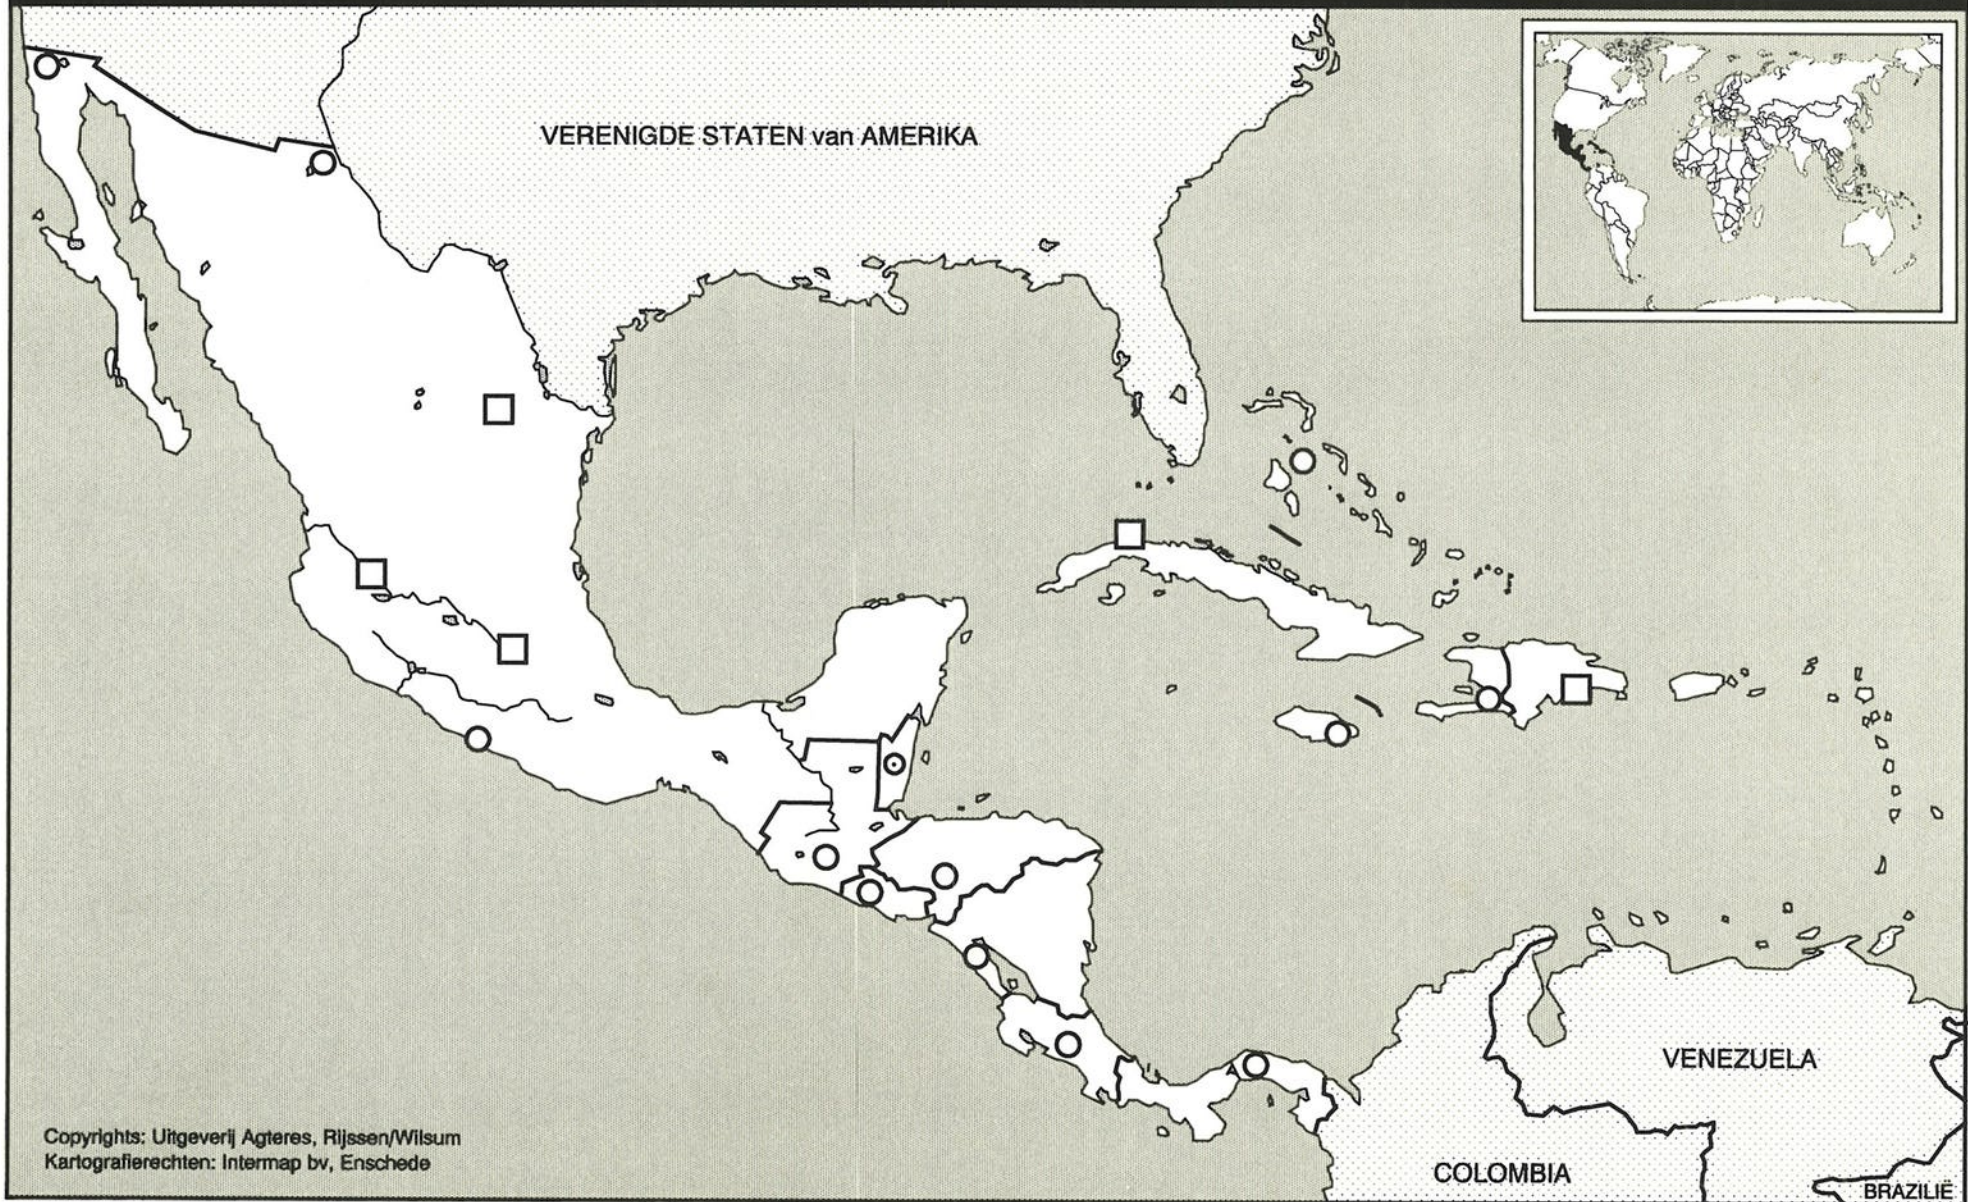 VERENIGDE STATEN van AMERIKA
VENEZUELA
COLOMBIA
BRAZILIË
Copyrights: Uitgeverij Agteres, Rijssen/Wilsum
Kartografierechten: Intermap bv, Enschede